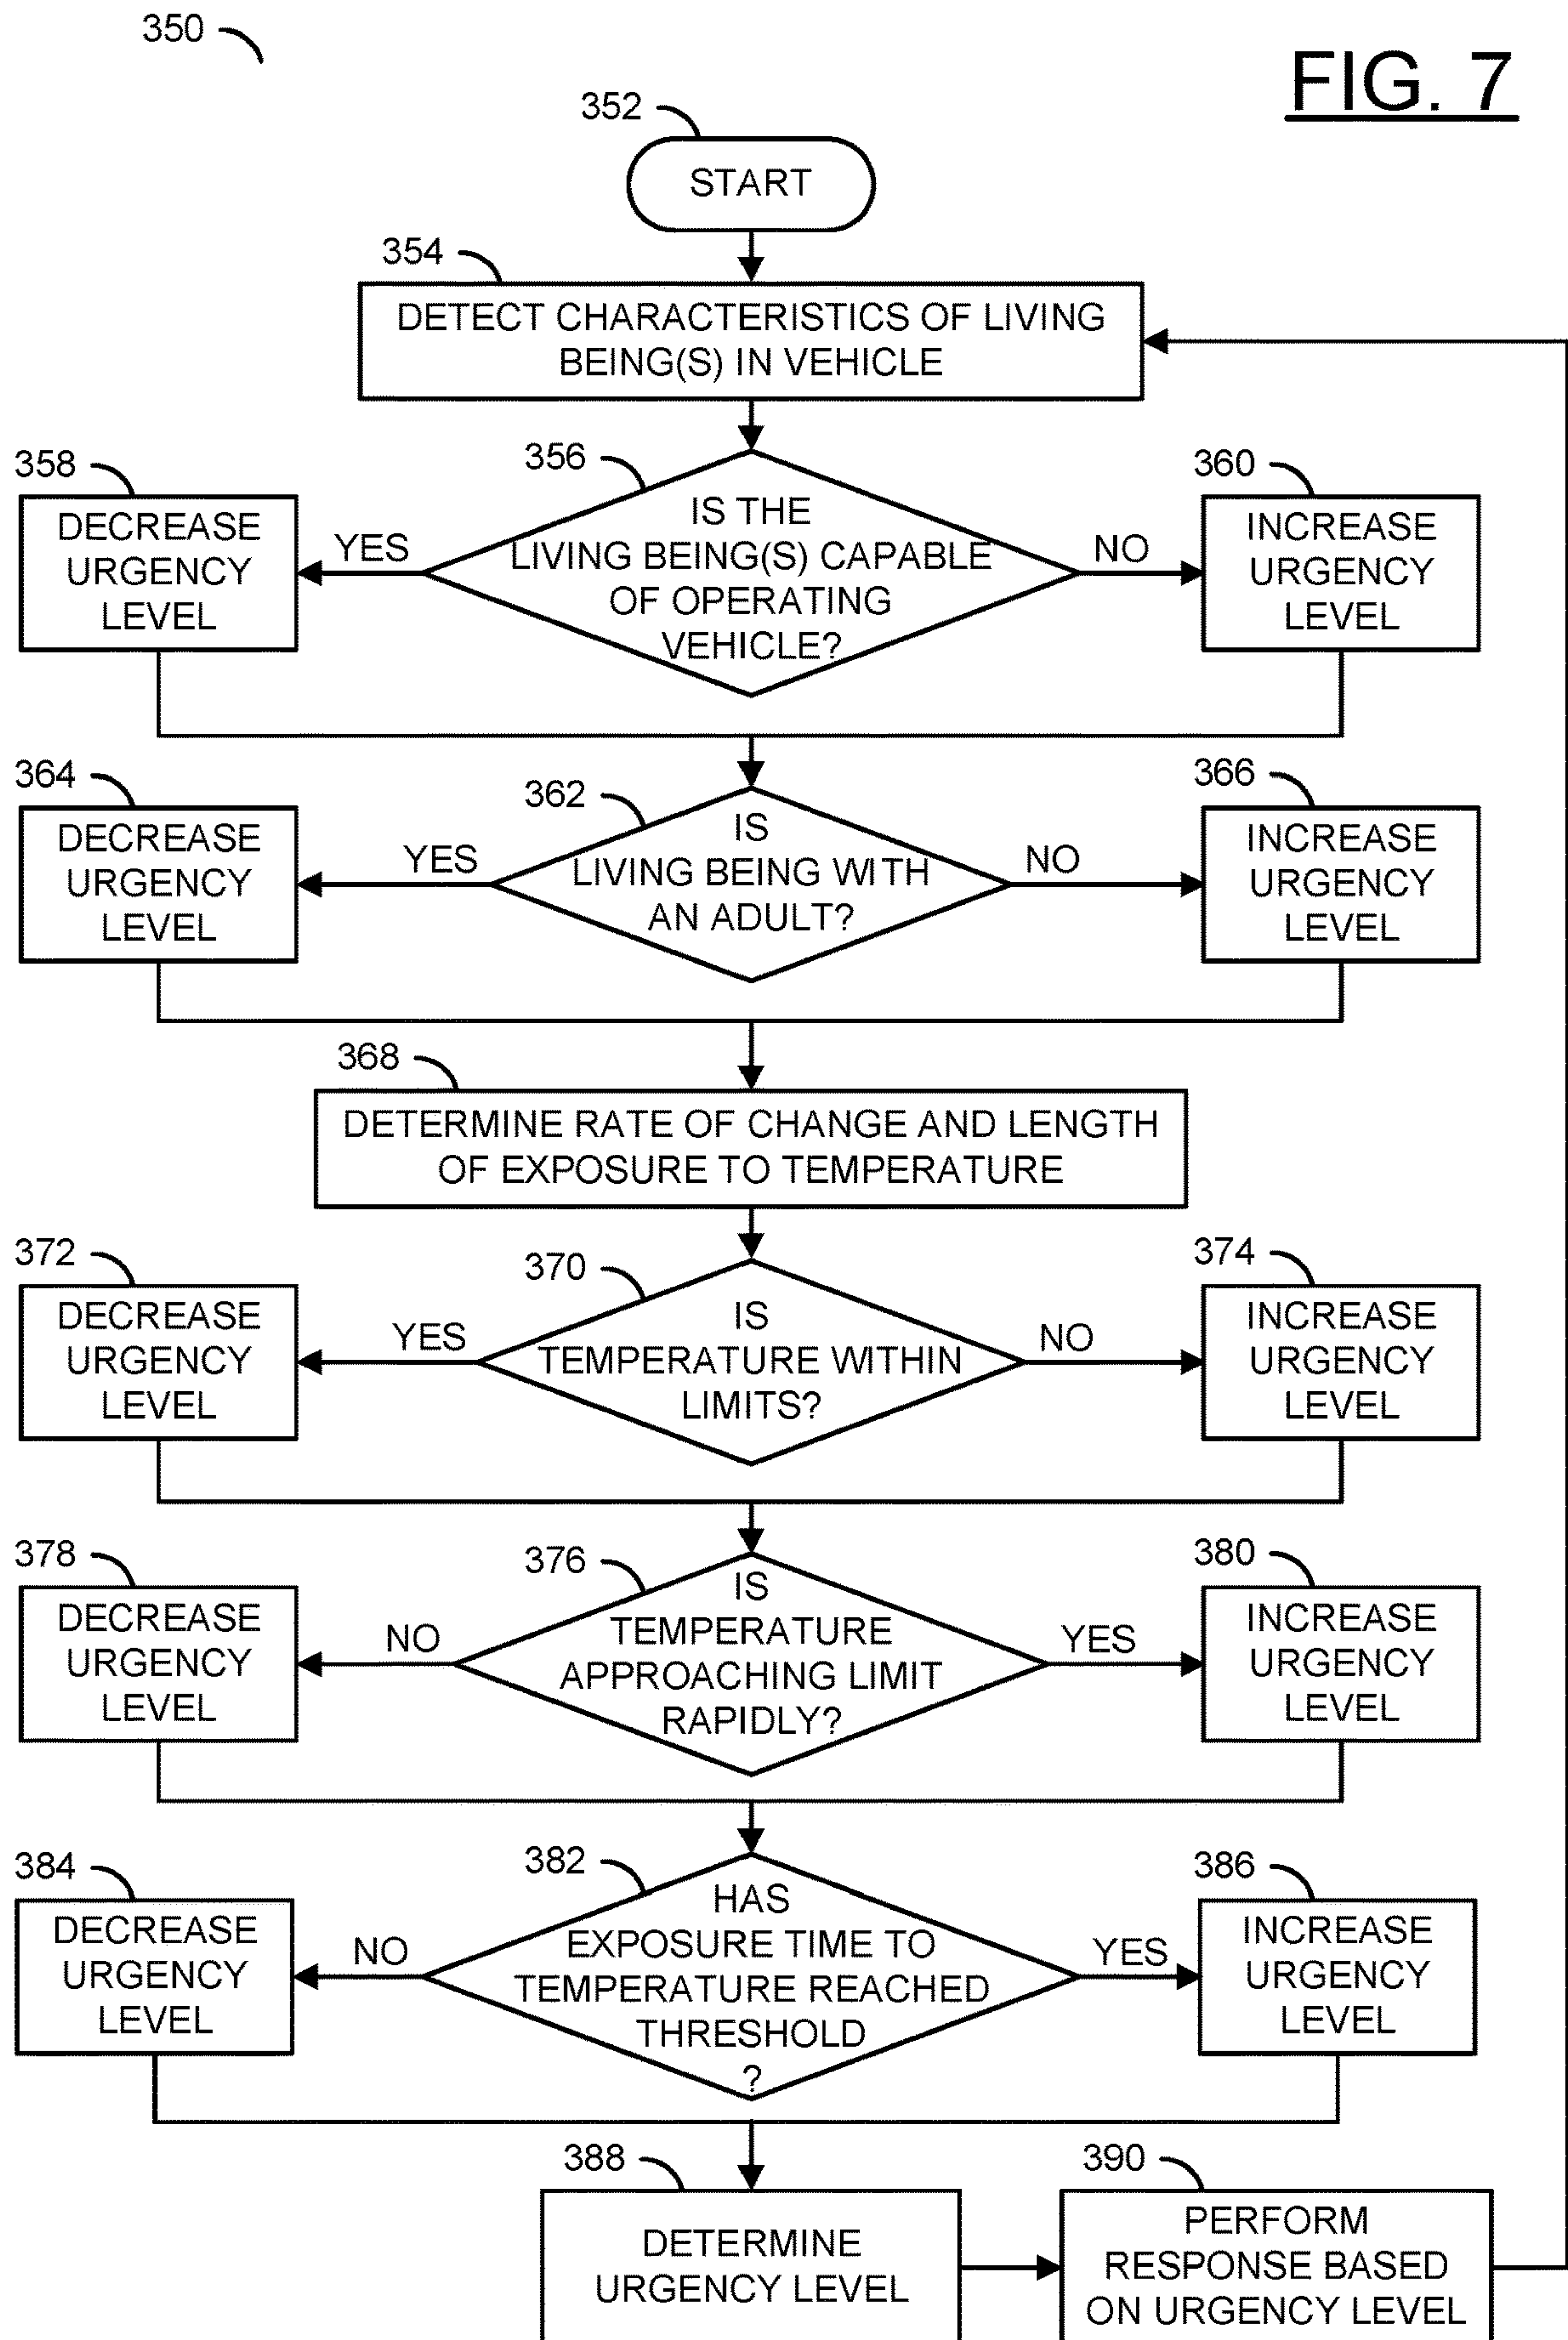 350
FIG. 7
352
START
354
DETECT CHARACTERISTICS OF LIVING
BEING(S) IN VEHICLE
358
DECREASE
URGENCY
LEVEL
YES
356
IS THE
LIVING BEING(S) CAPABLE
OF OPERATING
VEHICLE?
NO
360
INCREASE
URGENCY
LEVEL
364
DECREASE
URGENCY
LEVEL
YES
362
IS
LIVING BEING WITH
AN ADULT?
NO
366
INCREASE
URGENCY
LEVEL
368
DETERMINE RATE OF CHANGE AND LENGTH
OF EXPOSURE TO TEMPERATURE
372
DECREASE
URGENCY
LEVEL
YES
370
IS
TEMPERATURE WITHIN
LIMITS?
NO
374
INCREASE
URGENCY
LEVEL
378
DECREASE
URGENCY
LEVEL
NO
376
IS
TEMPERATURE
APPROACHING LIMIT
RAPIDLY?
YES
380
INCREASE
URGENCY
LEVEL
384
DECREASE
URGENCY
LEVEL
NO
382
HAS
EXPOSURE TIME TO
TEMPERATURE REACHED
THRESHOLD
?
YES
386
INCREASE
URGENCY
LEVEL
388
DETERMINE
URGENCY LEVEL
390
PERFORM
RESPONSE BASED
ON URGENCY LEVEL